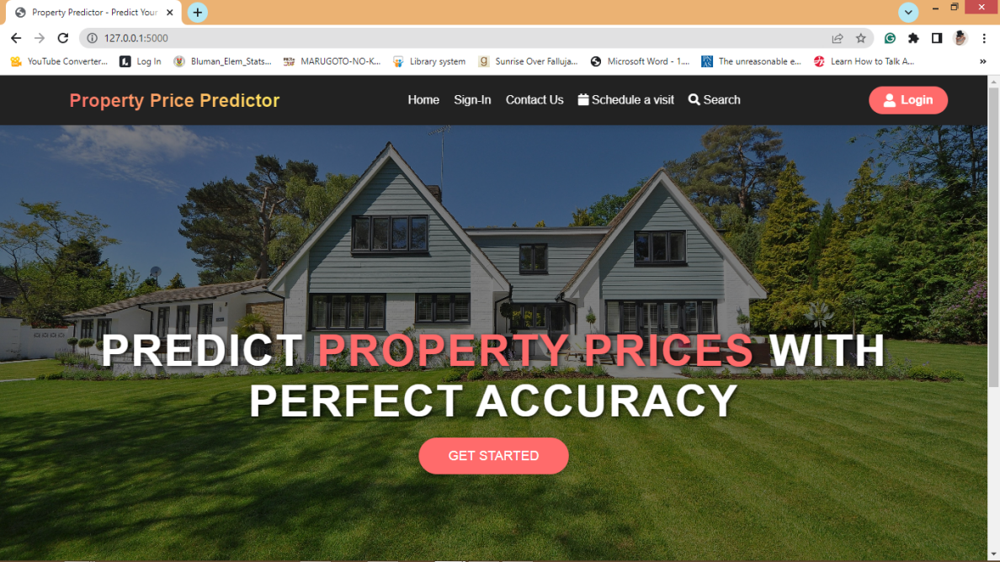 Property Predictor - Predict Your
127.0.0.1:5000
YouTube Converter... Log In Bluman_Elem_Stats... MARUGOTO-NO-K... Library system Sunrise Over Falluja... Microsoft Word - 1.... The unreasonable e... Learn How to Talk A...
Property Price Predictor Home Sign-In Contact Us Schedule a visit Search Login
PREDICT PROPERTY PRICES WITH
PERFECT ACCURACY
GET STARTED